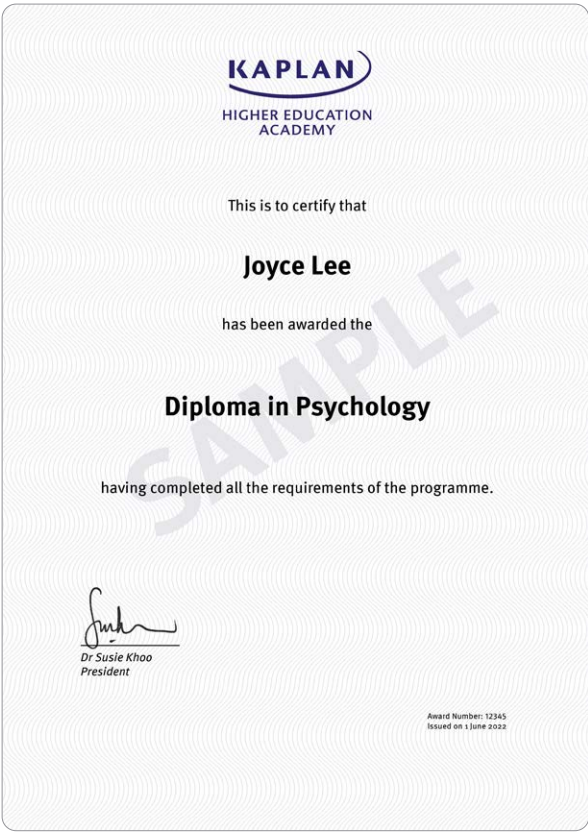 KAPLAN
HIGHER EDUCATION
ACADEMY
This is to certify that
Joyce Lee
has been awarded the
SAMPLE
Diploma in Psychology
having completed all the requirements of the programme.
Dr Susie Khoo
President
Award Number: 12345
Issued on 1 June 2022